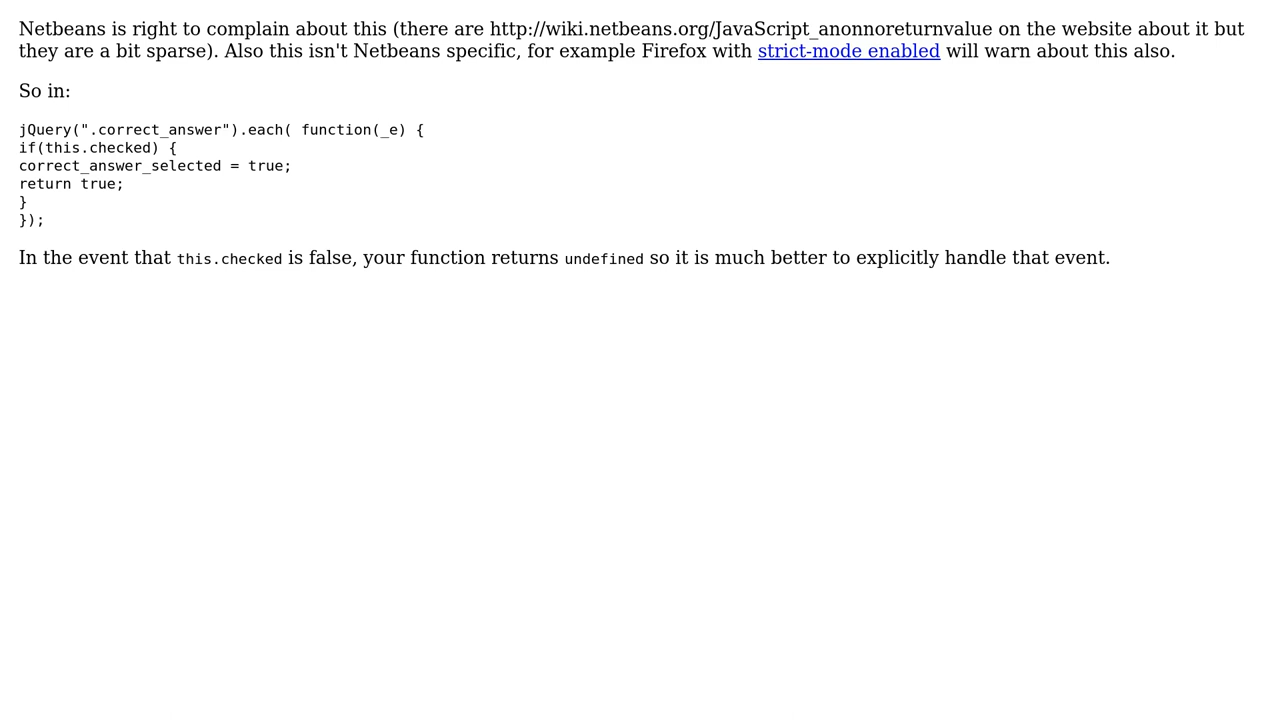 Netbeans is right to complain about this (there are http://wiki.netbeans.org/JavaScript_anonnoreturnvalue on the website about it but
they are a bit sparse). Also this isn't Netbeans specific, for example Firefox with strict-mode enabled will warn about this also.
So in:
jQuery(".correct_answer").each( function(_e) {
if(this.checked) {
correct_answer_selected = true;
return true;
}
});
In the event that this.checked is false, your function returns undefined so it is much better to explicitly handle that event.